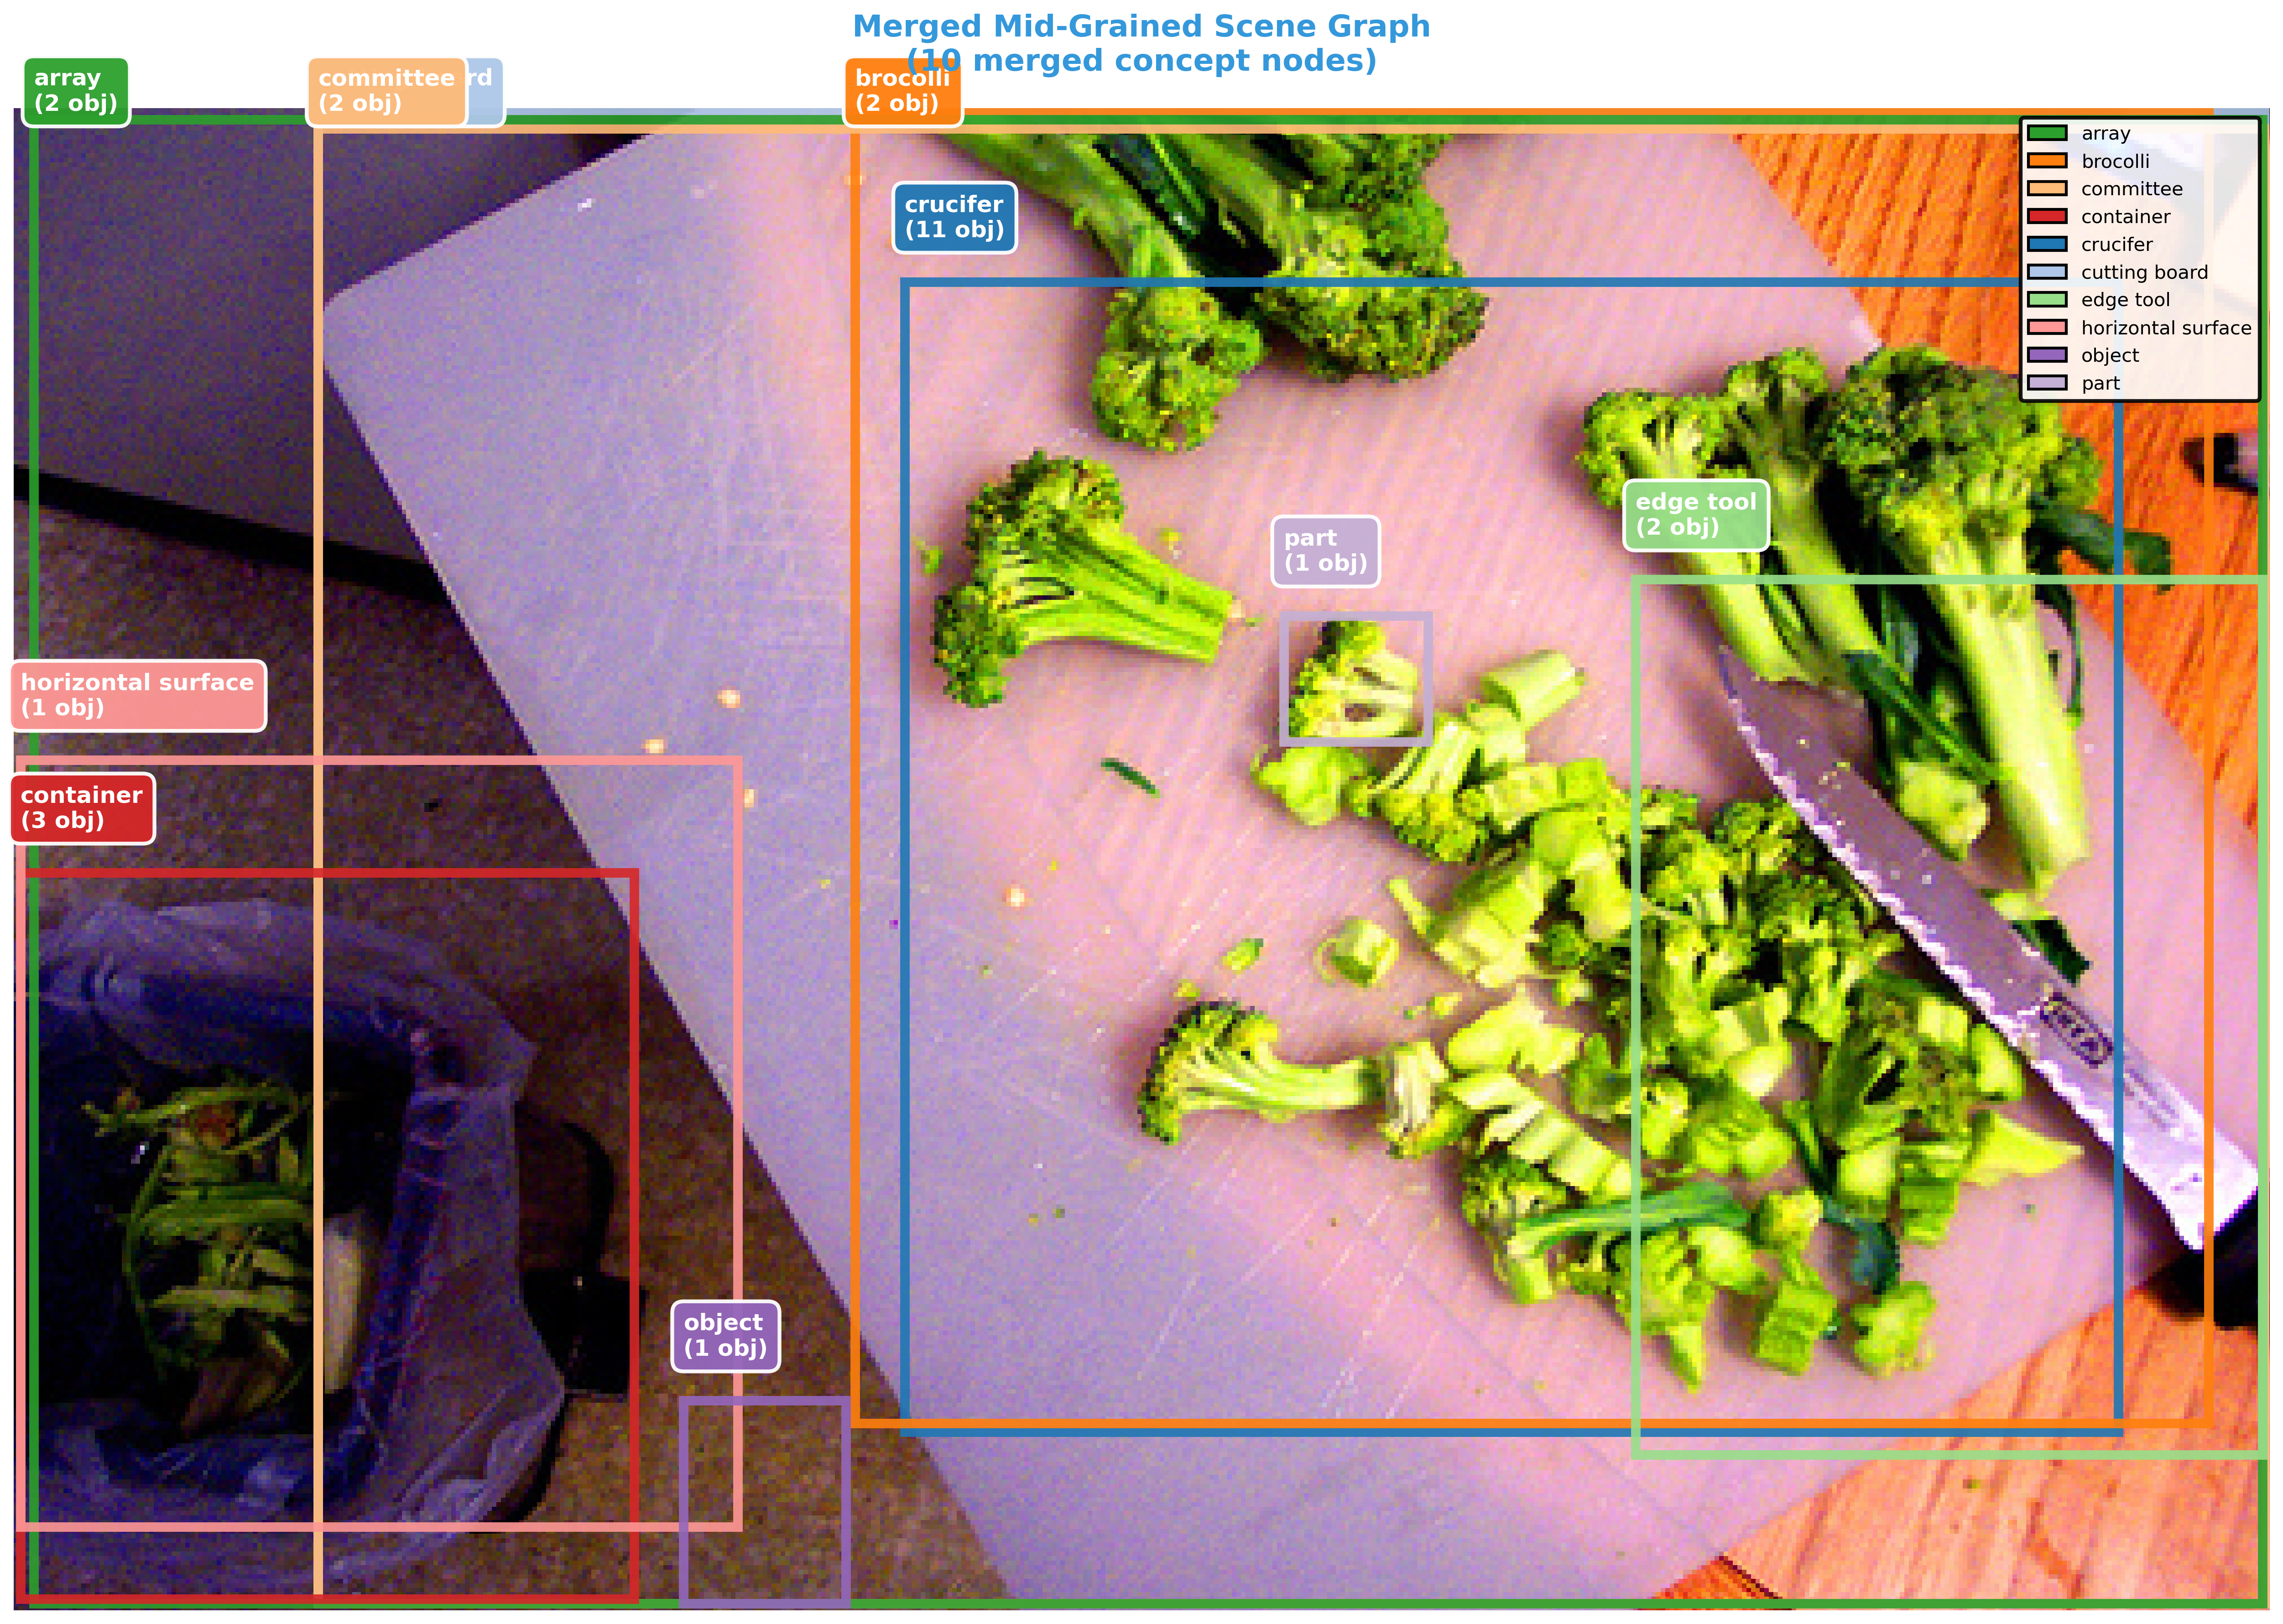 Merged Mid-Grained Scene Graph
(10 merged concept nodes)
array
(2 obj)
committee
(2 obj)
rd
brocolli
(2 obj)
array
brocolli
committee
container
crucifer
cutting board
edge tool
horizontal surface
object
part
crucifer
(11 obj)
edge tool
(2 obj)
part
(1 obj)
horizontal surface
(1 obj)
container
(3 obj)
IKEA
object
(1 obj)